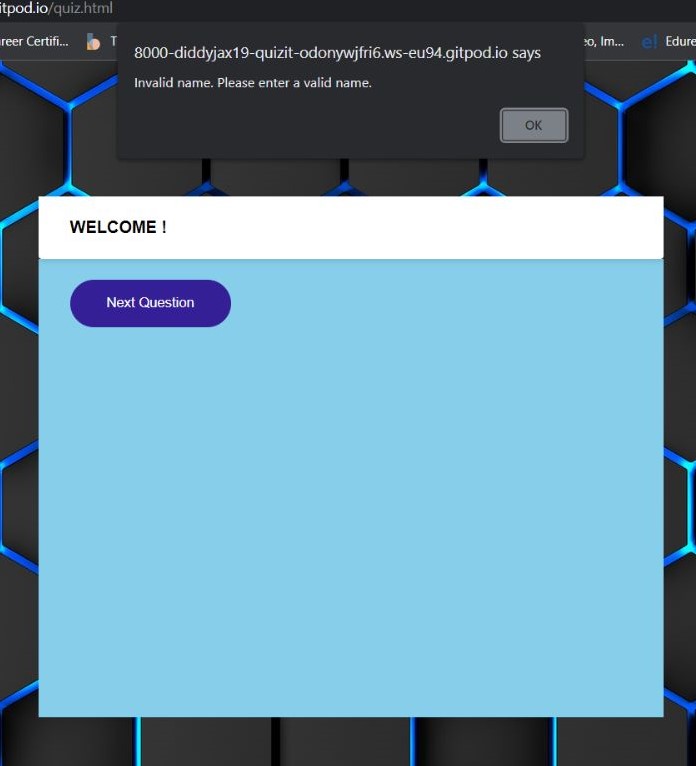 itpod.io/quiz.html
reer Certifi... T eo, Im... e! Edure
8000-diddyjax19-quizit-odonywjfri6.ws-eu94.gitpod.io says
Invalid name. Please enter a valid name.
OK
WELCOME !
Next Question